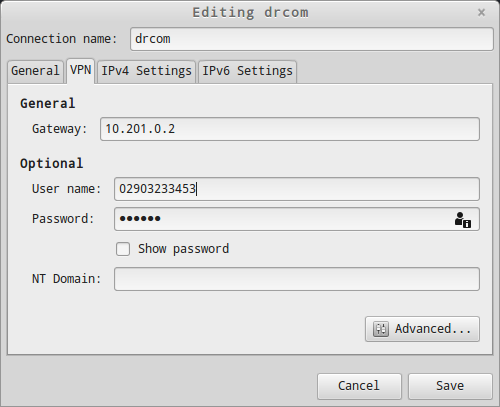 Editing drcom
Connection name: drcom
General VPN IPv4 Settings IPv6 Settings
General
Gateway: 10.201.0.2
Optional
User name: 02903233453
Password: ••••••
Show password
NT Domain:
Advanced...
Cancel Save